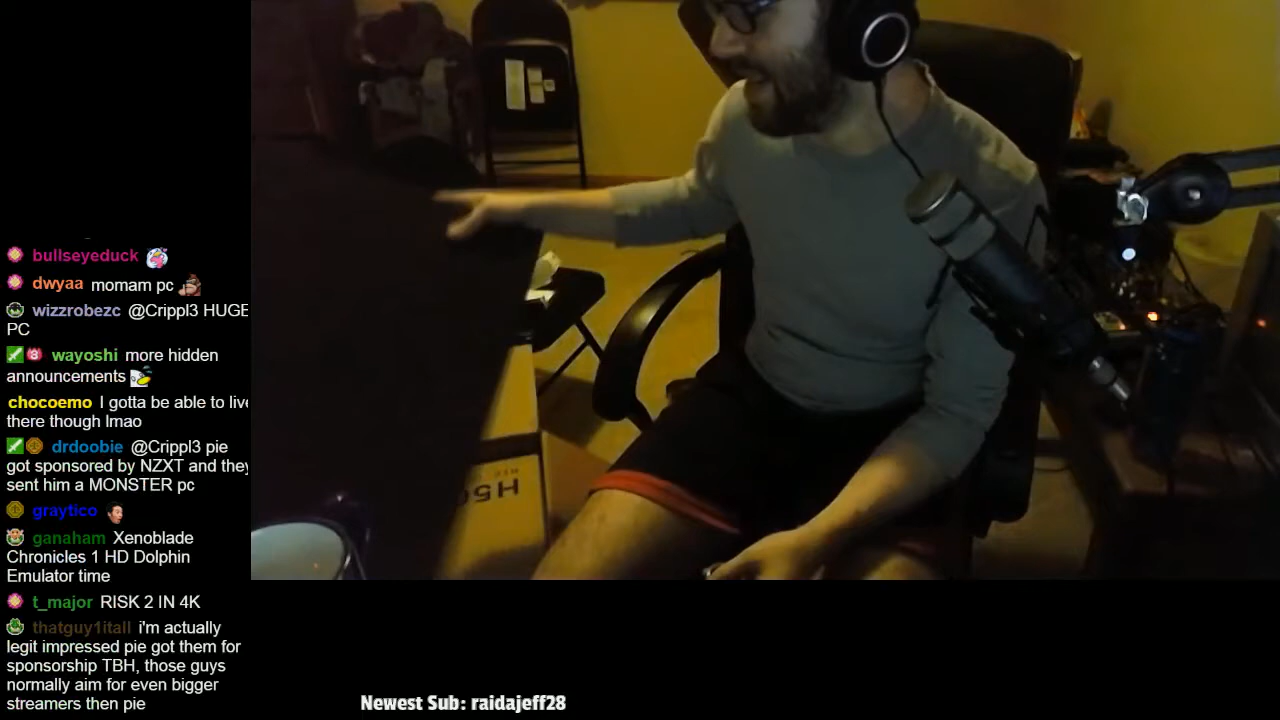 bullseyeduck
dwyaa momam pc
wizzrobezc @Crippl3 HUGE
PC
wayoshi more hidden
announcements
chocoemo I gotta be able to live
there though lmao
drdoobie @Crippl3 pie
got sponsored by NZXT and they
sent him a MONSTER pc
graytico
ganaham Xenoblade
Chronicles 1 HD Dolphin
Emulator time
t_major RISK 2 IN 4K
thatguy1itall i'm actually
legit impressed pie got them for
sponsorship TBH, those guys
normally aim for even bigger
streamers then pie
H5
Newest Sub: raidajeff28